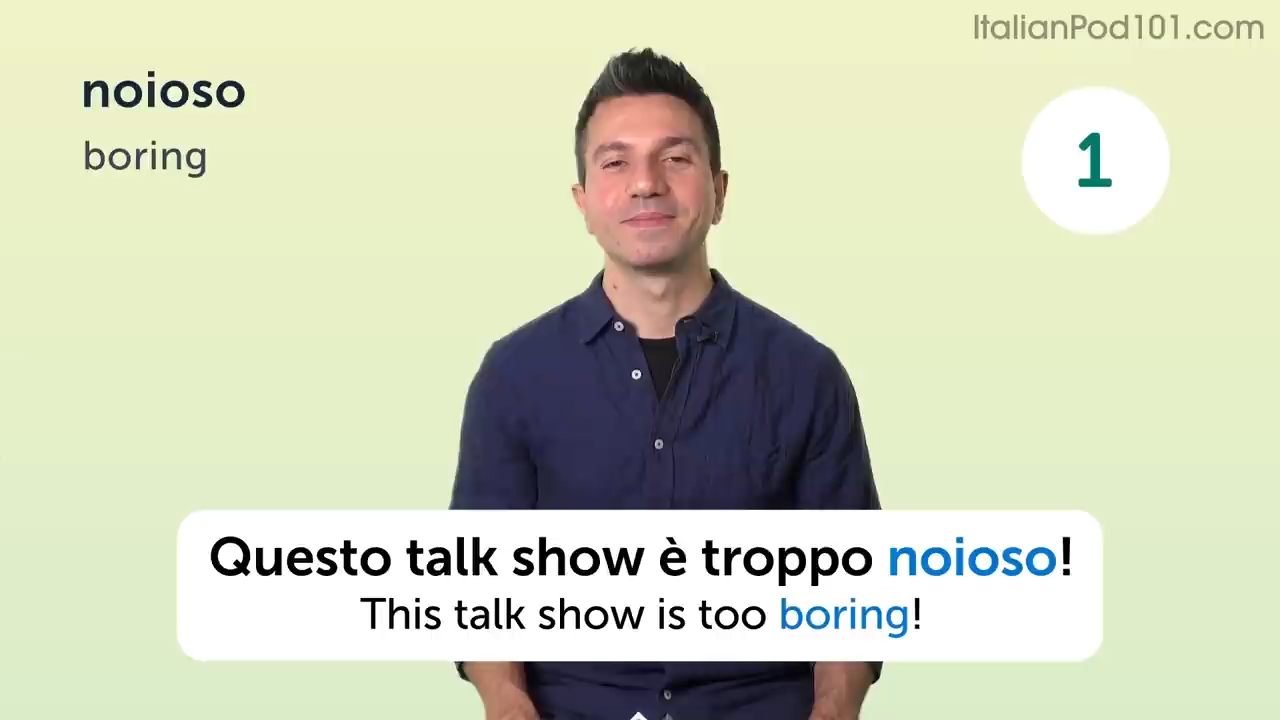 ItalianPod101.com
noioso
boring
1
Questo talk show è troppo noioso!
This talk show is too boring!